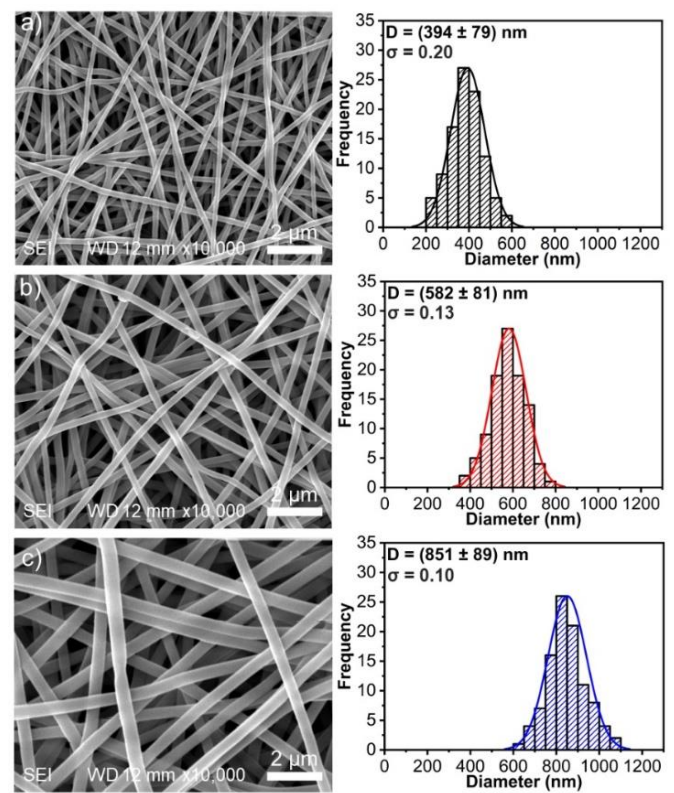 a)
SEI WD 12 mm x10,000 2 μm
D = (394 ± 79) nm
σ = 0.20
Frequency
35
30
25
20
15
10
5
0
0 200 400 600 800 1000 1200
Diameter (nm)
b)
SEI WD 12 mm x10,000 2 μm
D = (582 ± 81) nm
σ = 0.13
Frequency
35
30
25
20
15
10
5
0
0 200 400 600 800 1000 1200
Diameter (nm)
c)
SEI WD 12 mm x10,000 2 μm
D = (851 ± 89) nm
σ = 0.10
Frequency
35
30
25
20
15
10
5
0
0 200 400 600 800 1000 1200
Diameter (nm)